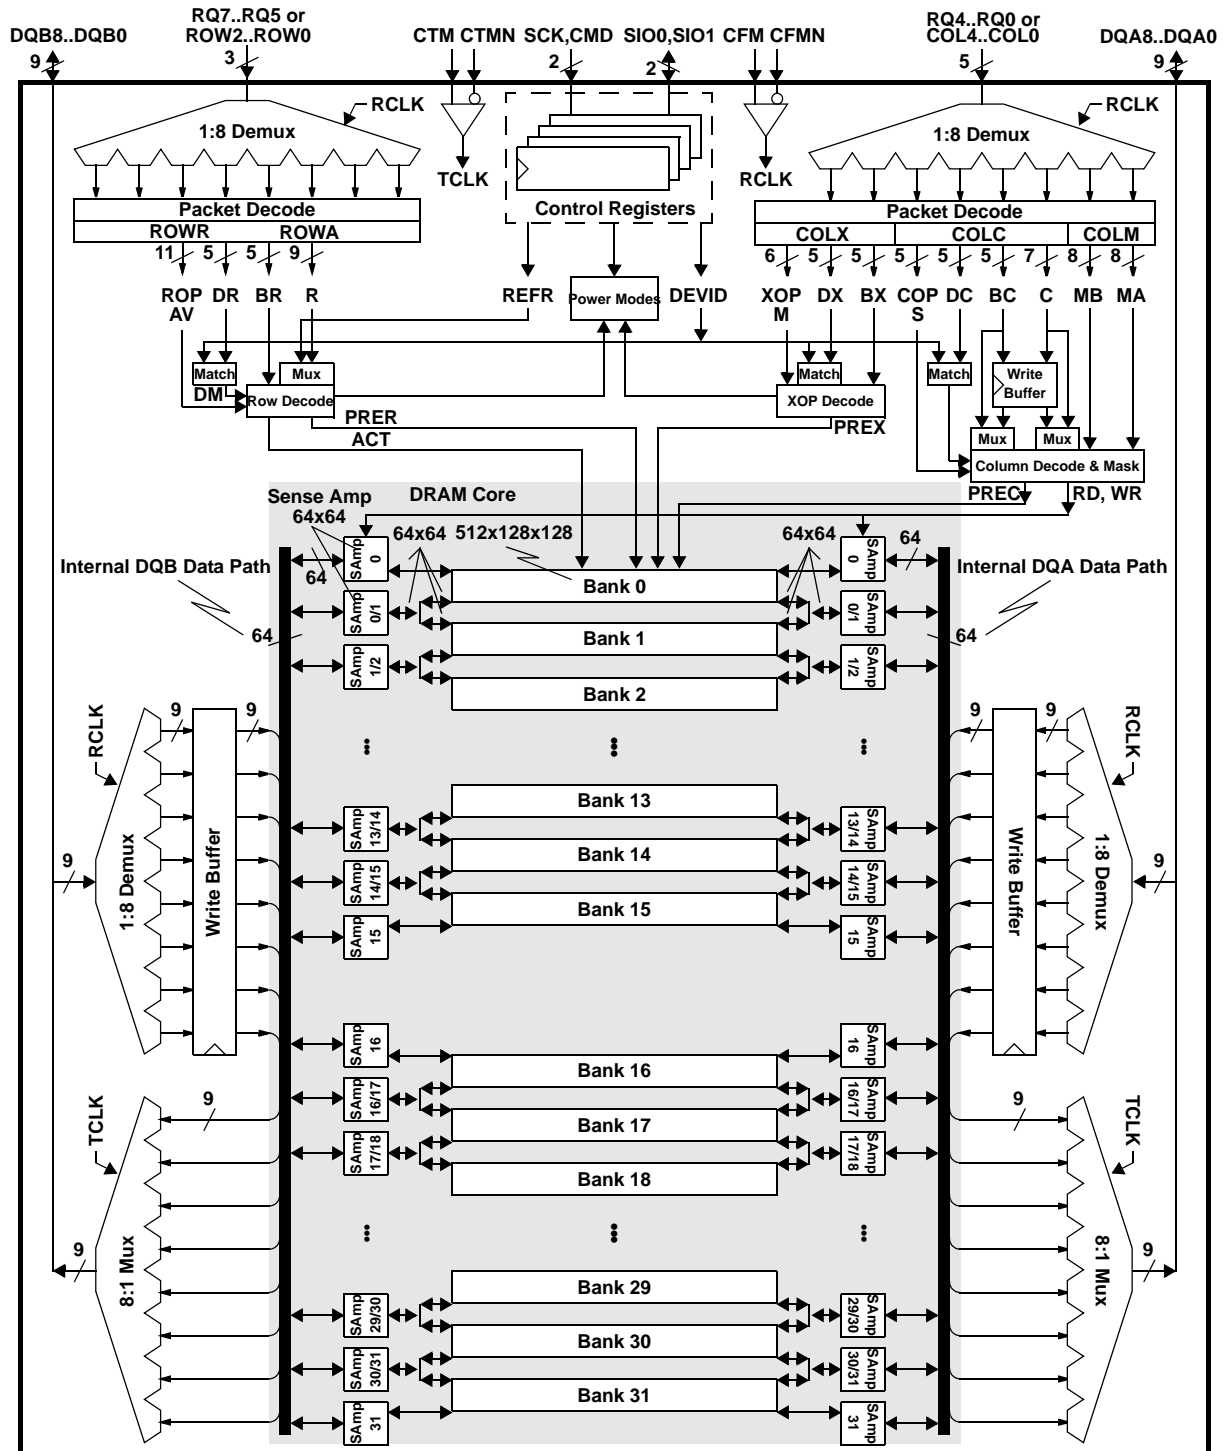 RQ7..RQ5 or
RQ4..RQ0 or
DQB8..DQB0
ROW2..ROW0
CTM CTMN
SCK,CMD
SIO0,SIO1
CFM CFMN
COL4..COL0
DQA8..DQA0
9
3
2
2
5
9
RCLK
RCLK
1:8 Demux
1:8 Demux
TCLK
RCLK
Control Registers
Packet Decode
Packet Decode
ROWR
ROWA
COLX
COLC
COLM
11
5
5
9
6
5
5
5
5
5
7
8
8
ROP
DR
BR
R
REFR
Power Modes
DEVID
XOP
DX
BX
COP
DC
BC
C
MB
MA
AV
M
S
Match
Mux
Match
Match
Write
Buffer
DM
Row Decode
XOP Decode
PRER
PREX
ACT
Mux
Mux
Column Decode & Mask
PREC
RD, WR
Sense Amp
DRAM Core
64x64
64x64
512x128x128
64x64
SAmp
0
64
SAmp
0
64
Internal DQB Data Path
Internal DQA Data Path
Bank 0
SAmp
0/1
SAmp
0/1
64
Bank 1
64
SAmp
1/2
SAmp
1/2
Bank 2
9
9
9
9
RCLK
RCLK
•••
•••
•••
Bank 13
SAmp
13/14
SAmp
13/14
Bank 14
9
1:8 Demux
Write Buffer
SAmp
14/15
SAmp
14/15
Write Buffer
1:8 Demux
9
Bank 15
SAmp
15
SAmp
15
SAmp
16
SAmp
16
Bank 16
SAmp
16/17
SAmp
16/17
9
9
TCLK
TCLK
Bank 17
SAmp
17/18
SAmp
17/18
Bank 18
•••
•••
•••
9
8:1 Mux
8:1 Mux
9
Bank 29
SAmp
29/30
SAmp
29/30
Bank 30
SAmp
30/31
SAmp
30/31
Bank 31
SAmp
31
SAmp
31